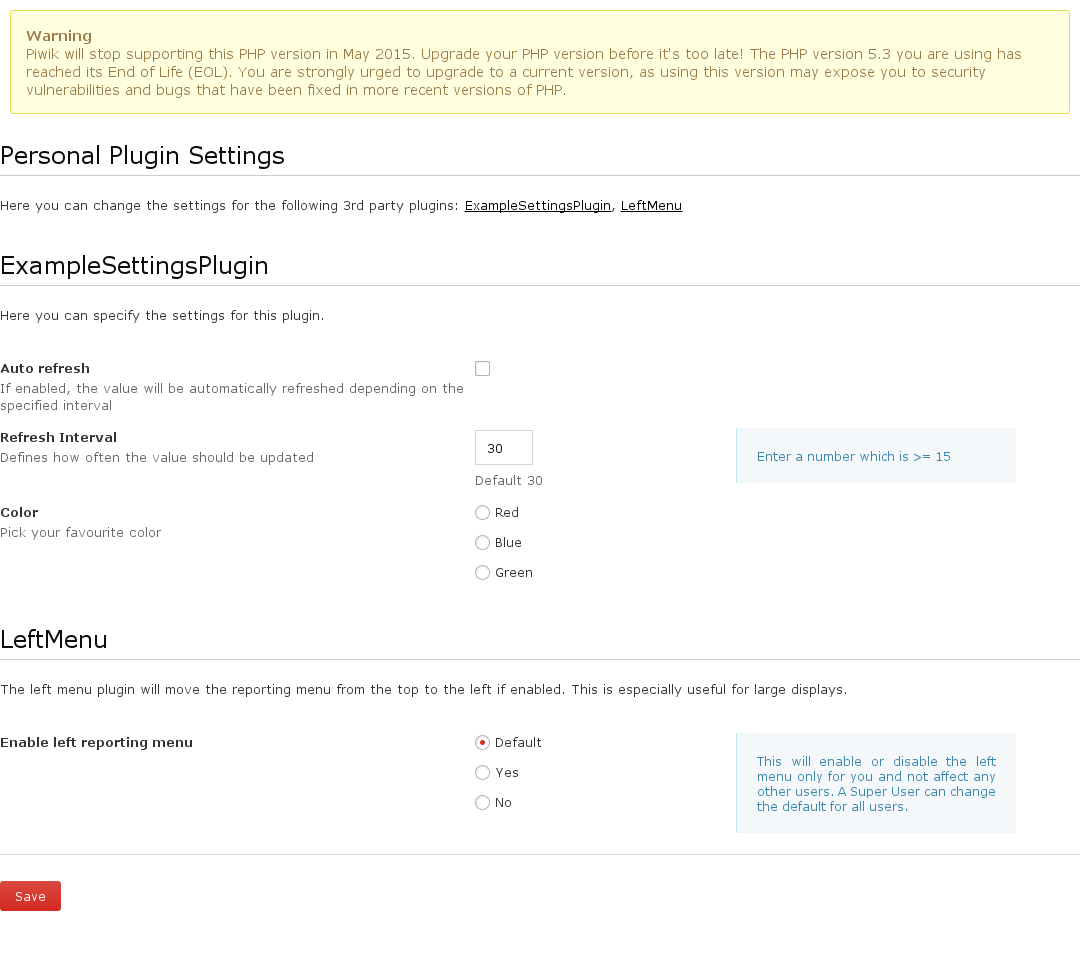 Warning
Piwik will stop supporting this PHP version in May 2015. Upgrade your PHP version before it's too late! The PHP version 5.3 you are using has
reached its End of Life (EOL). You are strongly urged to upgrade to a current version, as using this version may expose you to security
vulnerabilities and bugs that have been fixed in more recent versions of PHP.
Personal Plugin Settings
Here you can change the settings for the following 3rd party plugins: ExampleSettingsPlugin, LeftMenu
ExampleSettingsPlugin
Here you can specify the settings for this plugin.
Auto refresh
If enabled, the value will be automatically refreshed depending on the
specified interval
Refresh Interval
Defines how often the value should be updated
30
Default 30
Enter a number which is >= 15
Color
Pick your favourite color
Red
Blue
Green
LeftMenu
The left menu plugin will move the reporting menu from the top to the left if enabled. This is especially useful for large displays.
Enable left reporting menu
Default
Yes
No
This will enable or disable the left
menu only for you and not affect any
other users. A Super User can change
the default for all users.
Save